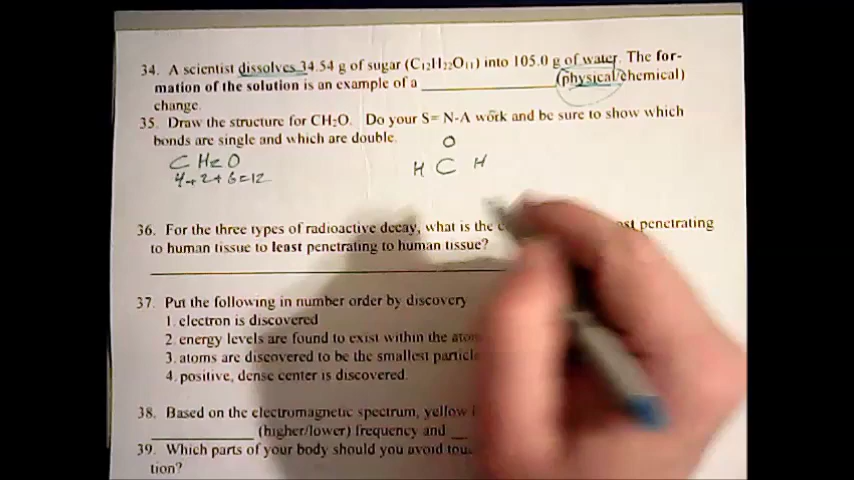 34. A scientist dissolves 34.54 g of sugar (C₁₂H₂₂O₁₁) into 105.0 g of water. The for-
mation of the solution is an example of a ____________ (physical/chemical)
change.
35. Draw the structure for CH₂O. Do your S= N-A work and be sure to show which
bonds are single and which are double.
O
C H₂ O
H C H
4+2+6=12
36. For the three types of radioactive decay, what is the penetrating
to human tissue to least penetrating to human tissue?
37. Put the following in number order by discovery
1. electron is discovered
2. energy levels are found to exist within the
3. atoms are discovered to be the smallest
4. positive, dense center is discovered.
38. Based on the electromagnetic spectrum, yellow
____________ (higher/lower) frequency and __
39. Which parts of your body should you avoid
tion?